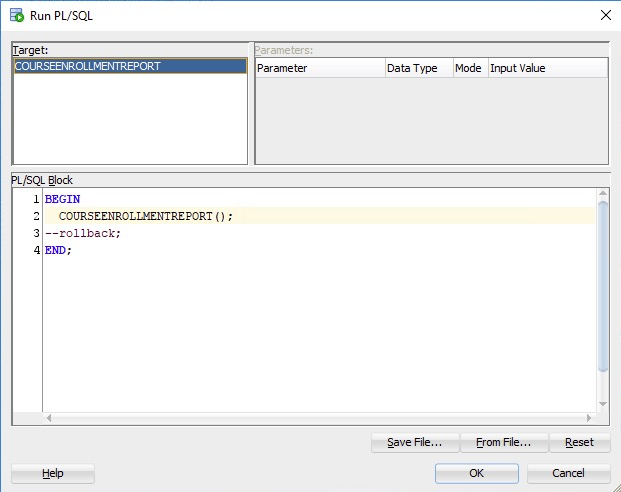 Run PL/SQL
Target:
COURSEENROLLMENTREPORT
Parameters:
Parameter Data Type Mode Input Value
PL/SQL Block
1 BEGIN
2 COURSEENROLLMENTREPORT();
3 --rollback;
4 END;
Save File... From File... Reset
Help OK Cancel